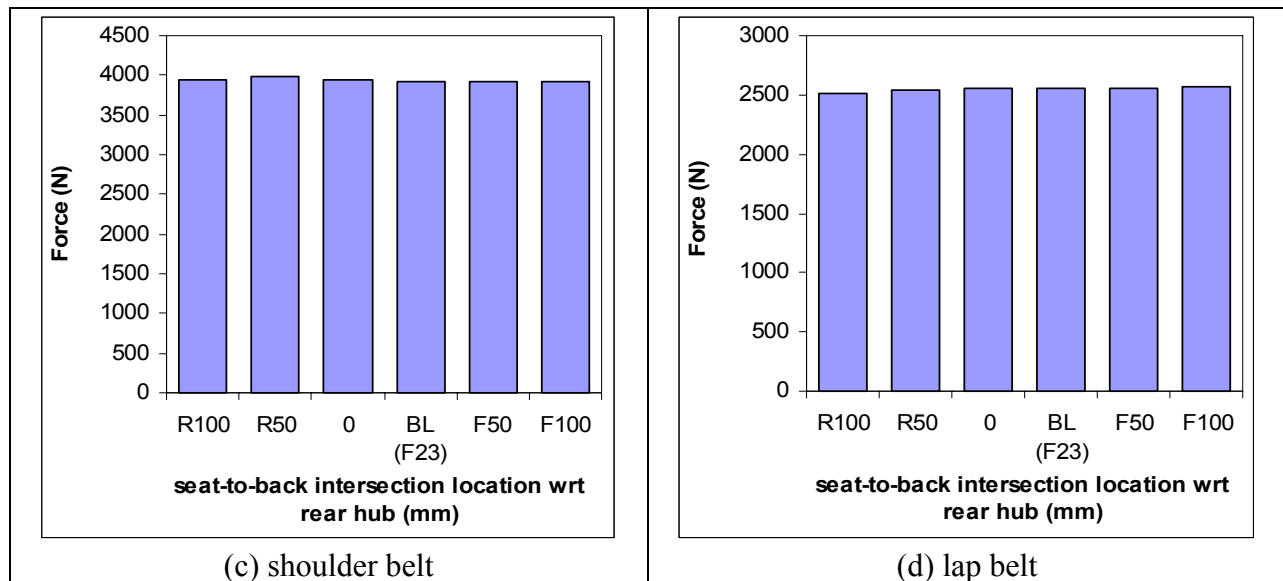 4500
4000
3500
3000
2500
2000
1500
1000
500
0
Force (N)
R100 R50 0 BL F50 F100
(F23)
seat-to-back intersection location wrt
rear hub (mm)
(c) shoulder belt
3000
2500
2000
1500
1000
500
0
Force (N)
R100 R50 0 BL F50 F100
(F23)
seat-to-back intersection location wrt
rear hub (mm)
(d) lap belt